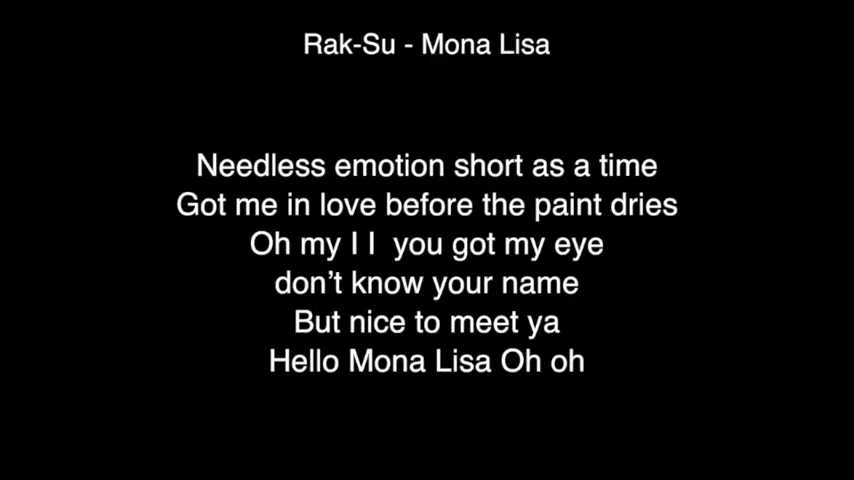 Rak-Su - Mona Lisa
Needless emotion short as a time
Got me in love before the paint dries
Oh my I I  you got my eye
don’t know your name
But nice to meet ya
Hello Mona Lisa Oh oh